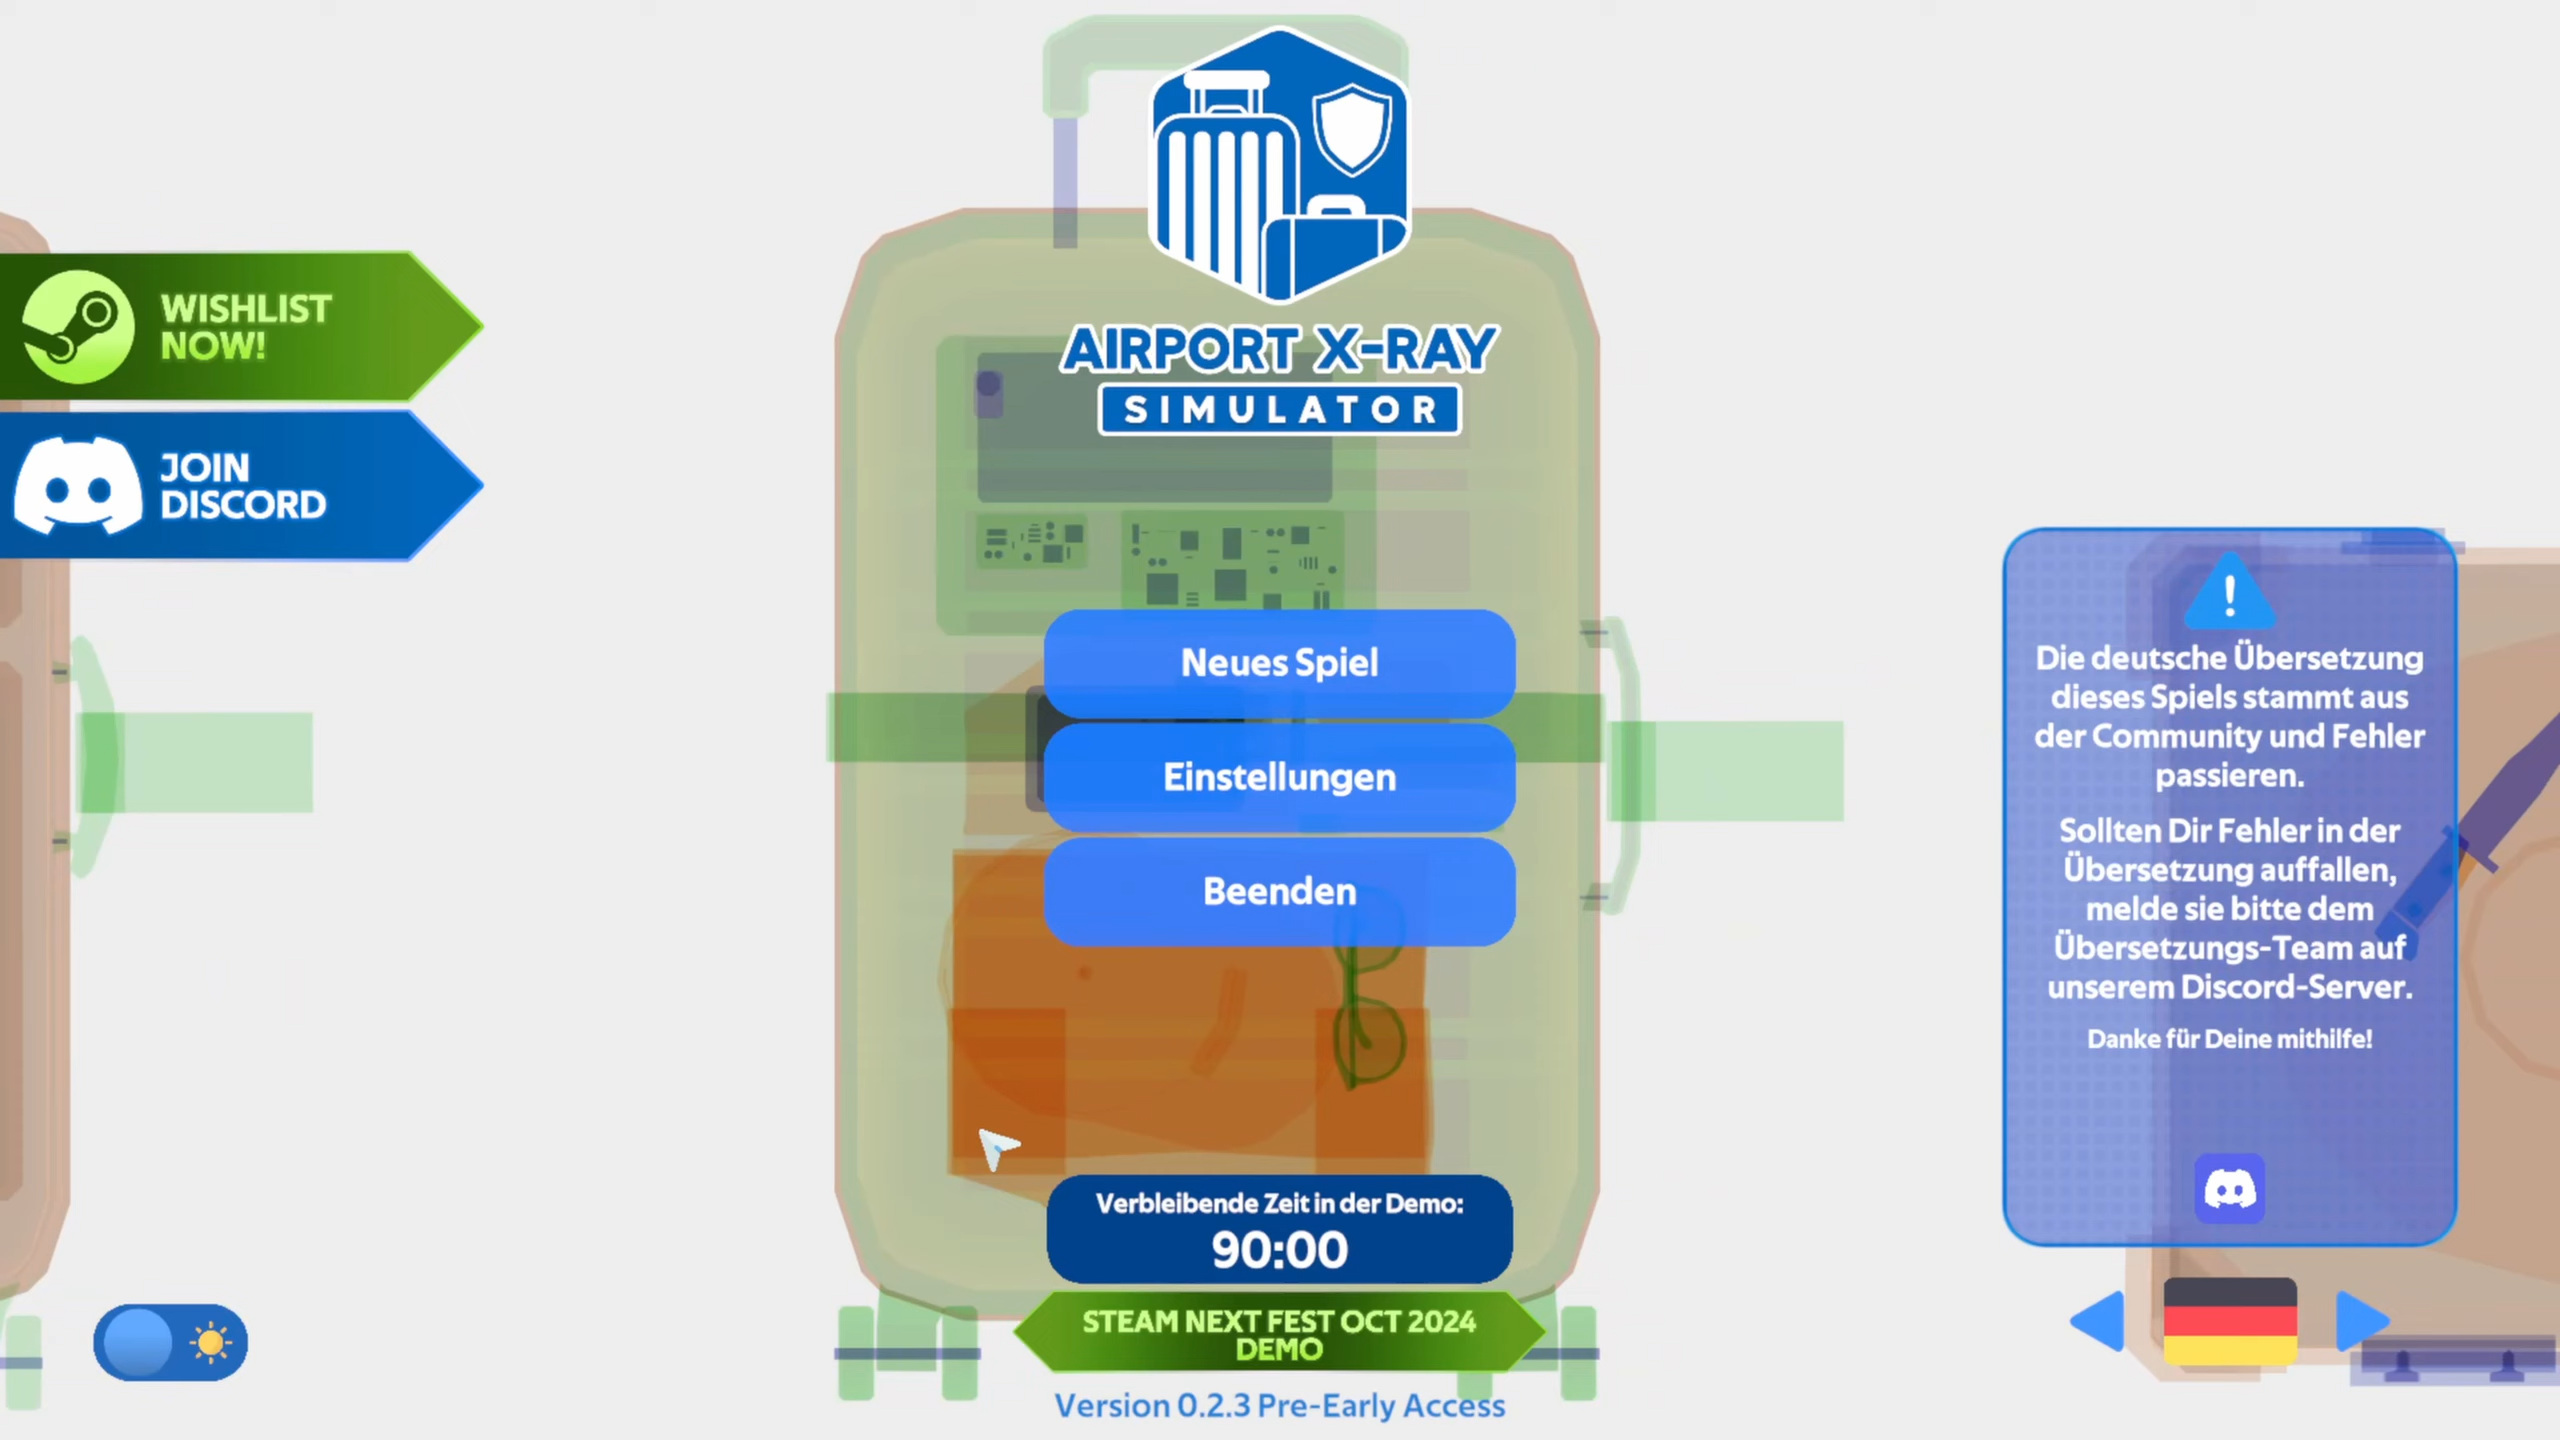 AIRPORT X-RAY
SIMULATOR
WISHLIST
NOW!
JOIN
DISCORD
Neues Spiel
Einstellungen
Beenden
Die deutsche Übersetzung
dieses Spiels stammt aus
der Community und Fehler
passieren.
Sollten Dir Fehler in der
Übersetzung auffallen,
melde sie bitte dem
Übersetzungs-Team auf
unserem Discord-Server.
Danke für Deine mithilfe!
Verbleibende Zeit in der Demo:
90:00
STEAM NEXT FEST OCT 2024
DEMO
Version 0.2.3 Pre-Early Access